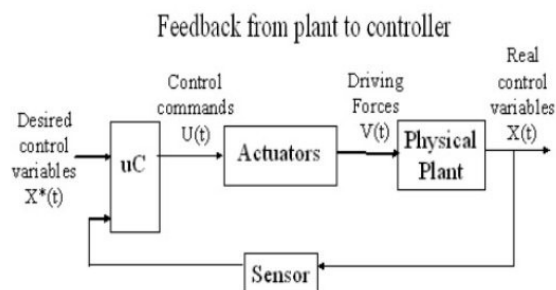 Feedback from plant to controller
Desired
control
variables
X*(t)
uC
Control
commands
U(t)
Actuators
Driving
Forces
V(t)
Physical
Plant
Real
control
variables
X(t)
Sensor